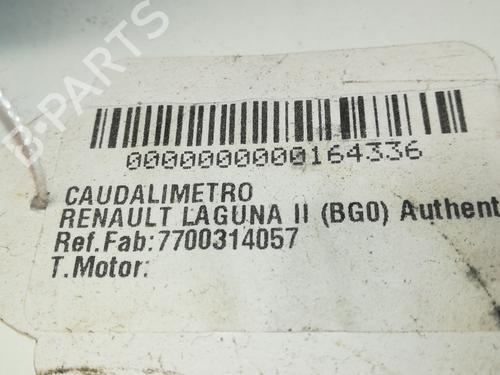 B-PARTS
0000000000164336
CAUDALIMETRO
RENAULT LAGUNA II (BG0) Authent
Ref.Fab:7700314057
T.Motor: